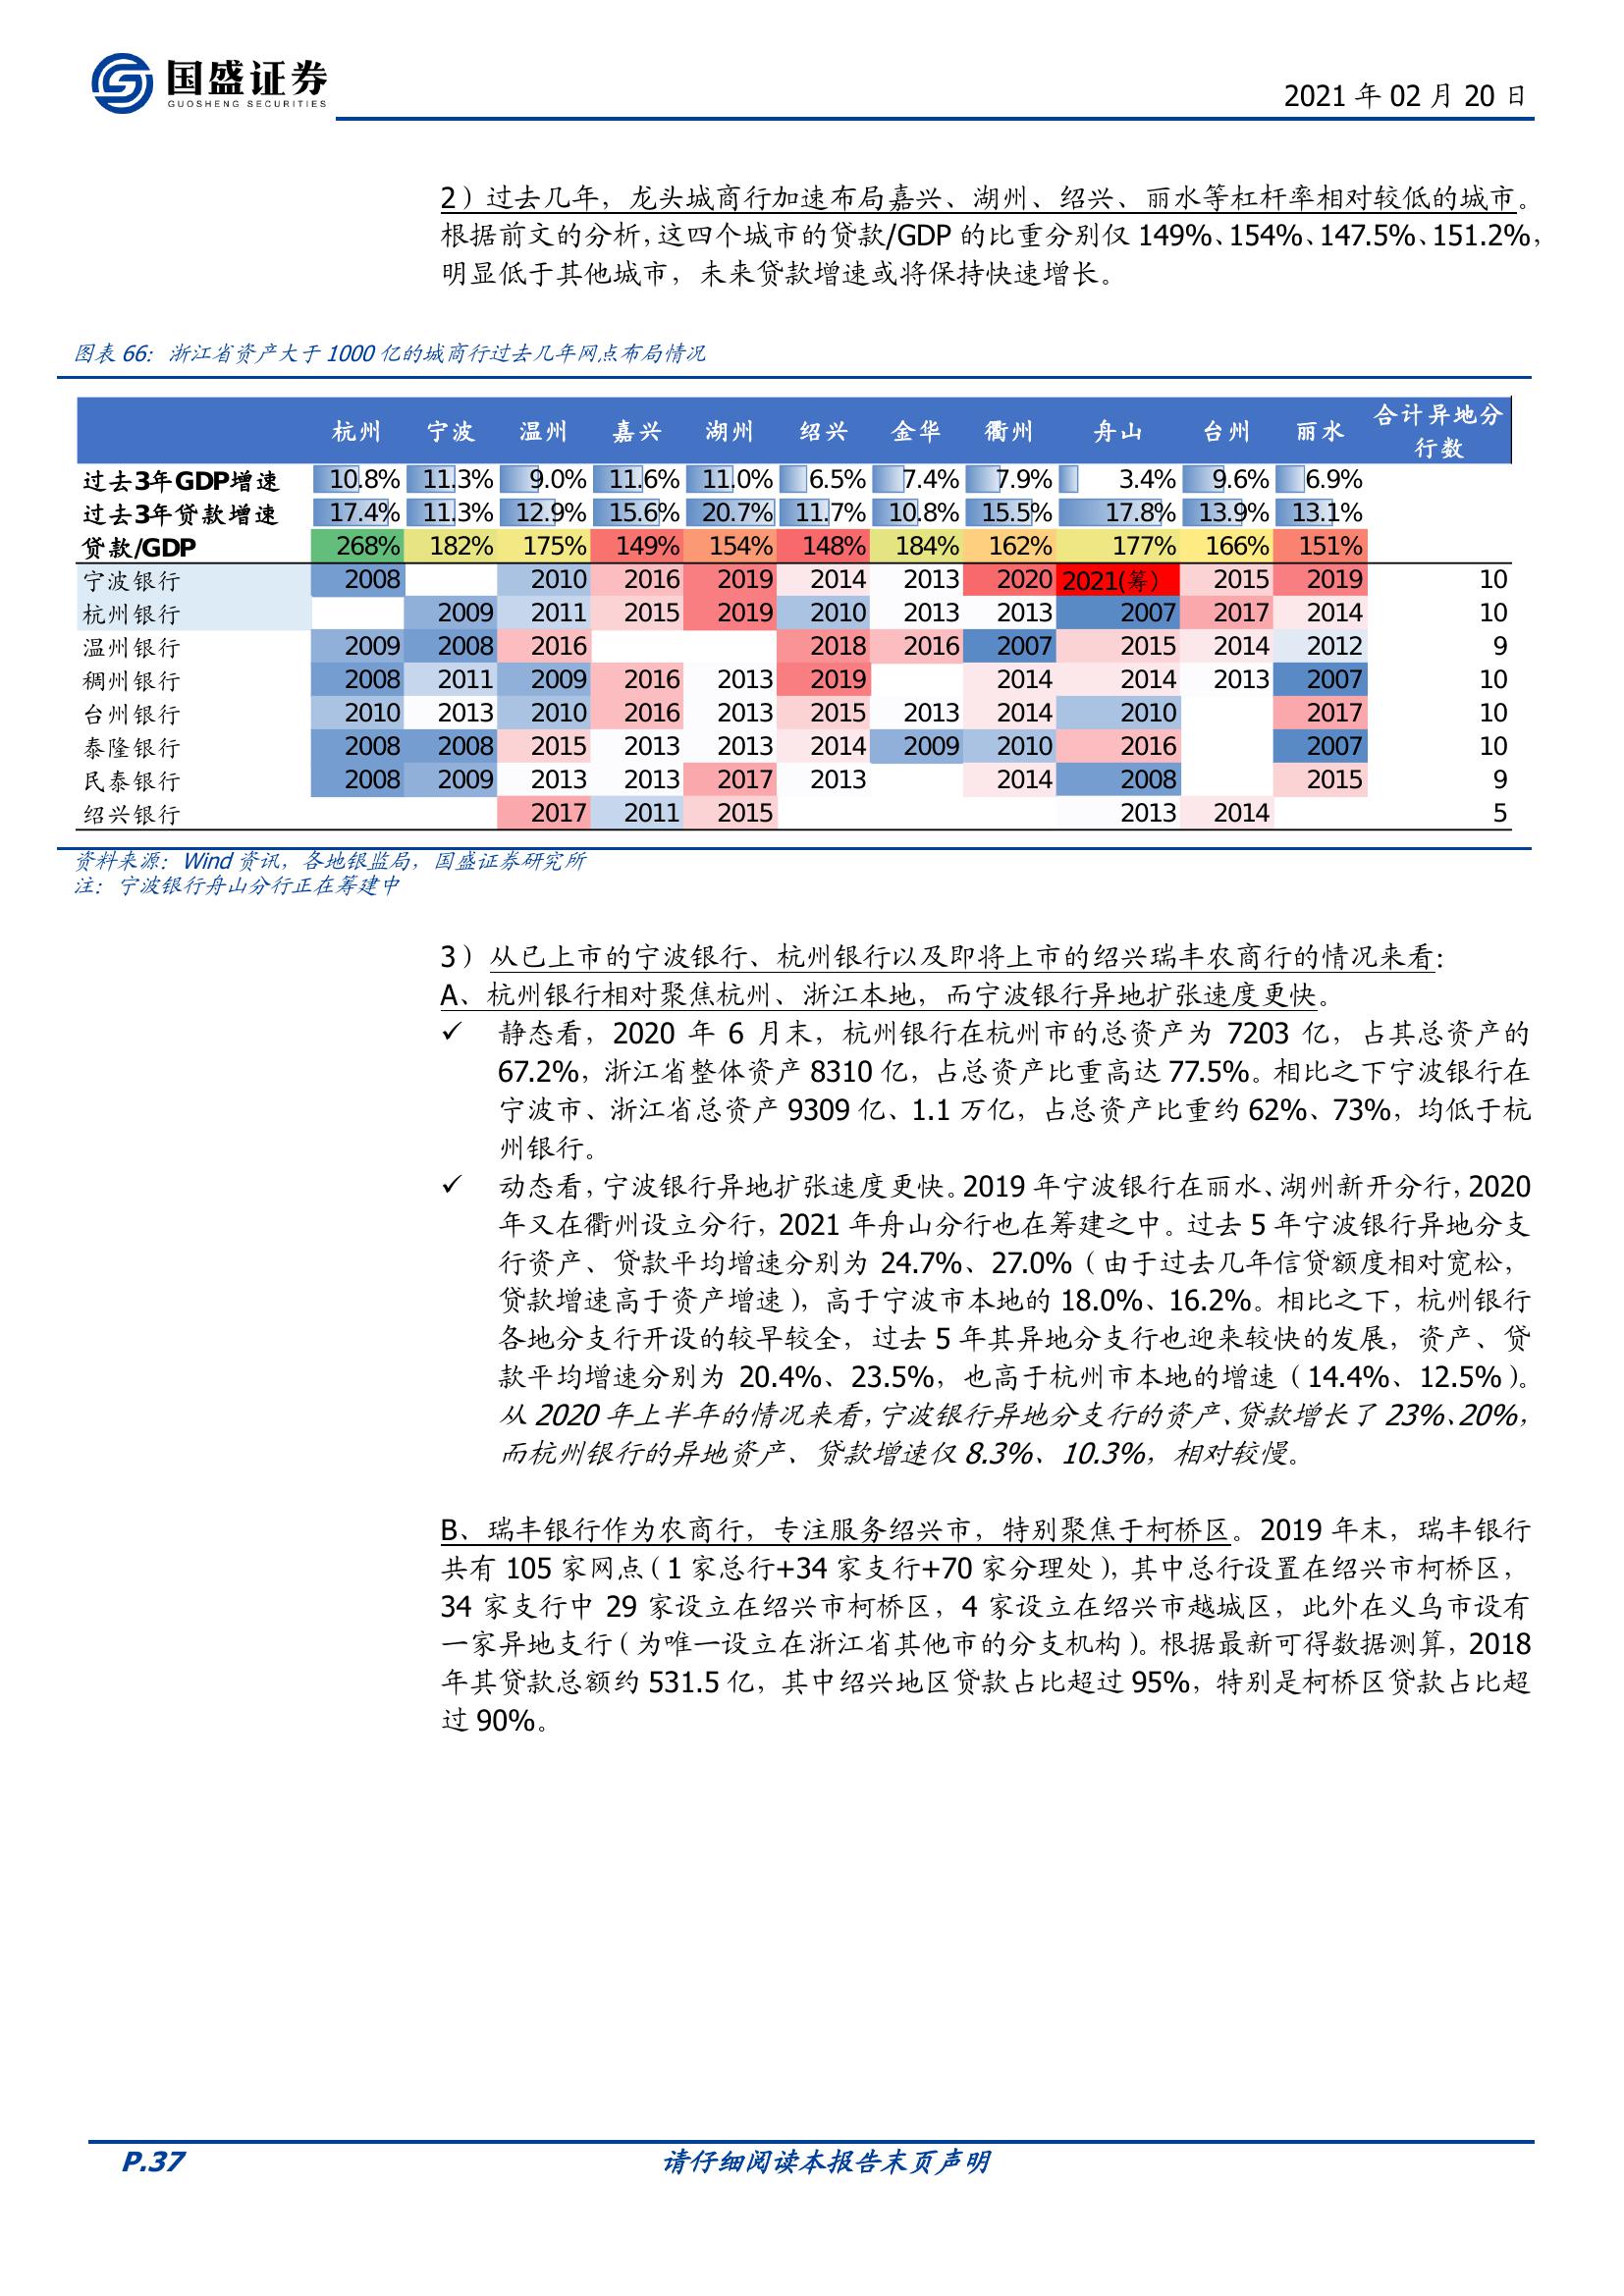 国盛证券
GUOSHENG SECURITIES
2021 年 02 月 20 日
2）过去几年，龙头城商行加速布局嘉兴、湖州、绍兴、丽水等杠杆率相对较低的城市。
根据前文的分析，这四个城市的贷款/GDP 的比重分别仅 149%、154%、147.5%、151.2%，
明显低于其他城市，未来贷款增速或将保持快速增长。
图表 66：浙江省资产大于 1000 亿的城商行过去几年网点布局情况
杭州 宁波 温州 嘉兴 湖州 绍兴 金华 衢州 舟山 台州 丽水 合计异地分
行数
过去3年GDP增速 10.8% 11.3% 9.0% 11.6% 11.0% 6.5% 7.4% 7.9% 3.4% 9.6% 6.9%
过去3年贷款增速 17.4% 11.3% 12.9% 15.6% 20.7% 11.7% 10.8% 15.5% 17.8% 13.9% 13.1%
贷款/GDP 268% 182% 175% 149% 154% 148% 184% 162% 177% 166% 151%
宁波银行 2008 2010 2016 2019 2014 2013 2020 2021(筹） 2015 2019 10
杭州银行 2009 2011 2015 2019 2010 2013 2013 2007 2017 2014 10
温州银行 2009 2008 2016 2018 2016 2007 2015 2014 2012 9
稠州银行 2008 2011 2009 2016 2013 2019 2014 2014 2013 2007 10
台州银行 2010 2013 2010 2016 2013 2015 2013 2014 2010 2017 10
泰隆银行 2008 2008 2015 2013 2013 2014 2009 2010 2016 2007 10
民泰银行 2008 2009 2013 2013 2017 2013 2014 2008 2015 9
绍兴银行 2017 2011 2015 2013 2014 5
资料来源：Wind 资讯，各地银监局，国盛证券研究所
注：宁波银行舟山分行正在筹建中
3）从已上市的宁波银行、杭州银行以及即将上市的绍兴瑞丰农商行的情况来看：
A、杭州银行相对聚焦杭州、浙江本地，而宁波银行异地扩张速度更快。
✓ 静态看，2020 年 6 月末，杭州银行在杭州市的总资产为 7203 亿，占其总资产的
67.2%，浙江省整体资产 8310 亿，占总资产比重高达 77.5%。相比之下宁波银行在
宁波市、浙江省总资产 9309 亿、1.1 万亿，占总资产比重约 62%、73%，均低于杭
州银行。
✓ 动态看，宁波银行异地扩张速度更快。2019 年宁波银行在丽水、湖州新开分行，2020
年又在衢州设立分行，2021 年舟山分行也在筹建之中。过去 5 年宁波银行异地分支
行资产、贷款平均增速分别为 24.7%、27.0%（由于过去几年信贷额度相对宽松，
贷款增速高于资产增速），高于宁波市本地的 18.0%、16.2%。相比之下，杭州银行
各地分支行开设的较早较全，过去 5 年其异地分支行也迎来较快的发展，资产、贷
款平均增速分别为 20.4%、23.5%，也高于杭州市本地的增速（14.4%、12.5%）。
从 2020 年上半年的情况来看，宁波银行异地分支行的资产、贷款增长了 23%、20%，
而杭州银行的异地资产、贷款增速仅 8.3%、10.3%，相对较慢。
B、瑞丰银行作为农商行，专注服务绍兴市，特别聚焦于柯桥区。2019 年末，瑞丰银行
共有 105 家网点（1 家总行+34 家支行+70 家分理处），其中总行设置在绍兴市柯桥区，
34 家支行中 29 家设立在绍兴市柯桥区，4 家设立在绍兴市越城区，此外在义乌市设有
一家异地支行（为唯一设立在浙江省其他市的分支机构）。根据最新可得数据测算，2018
年其贷款总额约 531.5 亿，其中绍兴地区贷款占比超过 95%，特别是柯桥区贷款占比超
过 90%。
P.37 请仔细阅读本报告末页声明